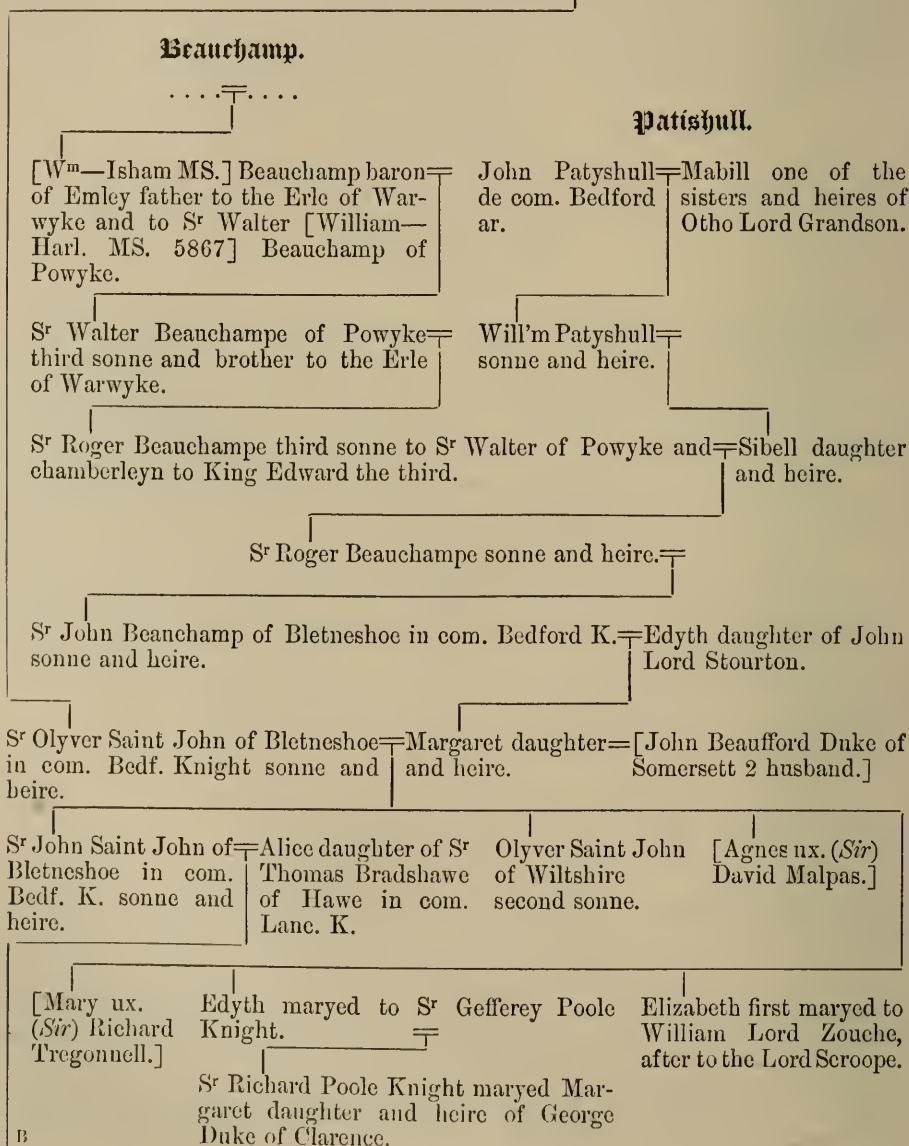 Beauchamp.
. . . . . . . .
Patishull.
[Wᵐ—Isham MS.] Beauchamp baron
of Emley father to the Erle of War-
wyke and to Sʳ Walter [William—
Harl. MS. 5867] Beauchamp of
Powyke.
John Patyshull
de com. Bedford
ar.
Mabill one of the
sisters and heires of
Otho Lord Grandson.
Sʳ Walter Beauchampe of Powyke
third sonne and brother to the Erle
of Warwyke.
Will'm Patyshull
sonne and heire.
Sʳ Roger Beauchampe third sonne to Sʳ Walter of Powyke and
chamberleyn to King Edward the third.
Sibell daughter
and heire.
Sʳ Roger Beauchampe sonne and heire.
Sʳ John Beauchamp of Bletneshoe in com. Bedford K.
sonne and heire.
Edyth daughter of John
Lord Stourton.
Sʳ Olyver Saint John of Bletneshoe
in com. Bedf. Knight sonne and
heire.
Margaret daughter
and heire.
[John Beaufford Duke of
Somersett 2 husband.]
Sʳ John Saint John of
Bletneshoe in com.
Bedf. K. sonne and
heire.
Alice daughter of Sʳ
Thomas Bradshawe
of Hawe in com.
Lanc. K.
Olyver Saint John
of Wiltshire
second sonne.
[Agnes ux. (Sir)
David Malpas.]
[Mary ux.
(Sir) Richard
Tregonnell.]
Edyth maryed to Sʳ Gefferey Poole
Knight.
Elizabeth first maryed to
William Lord Zouche,
after to the Lord Scroope.
Sʳ Richard Poole Knight maryed Mar-
garet daughter and heire of George
Duke of Clarence.
B